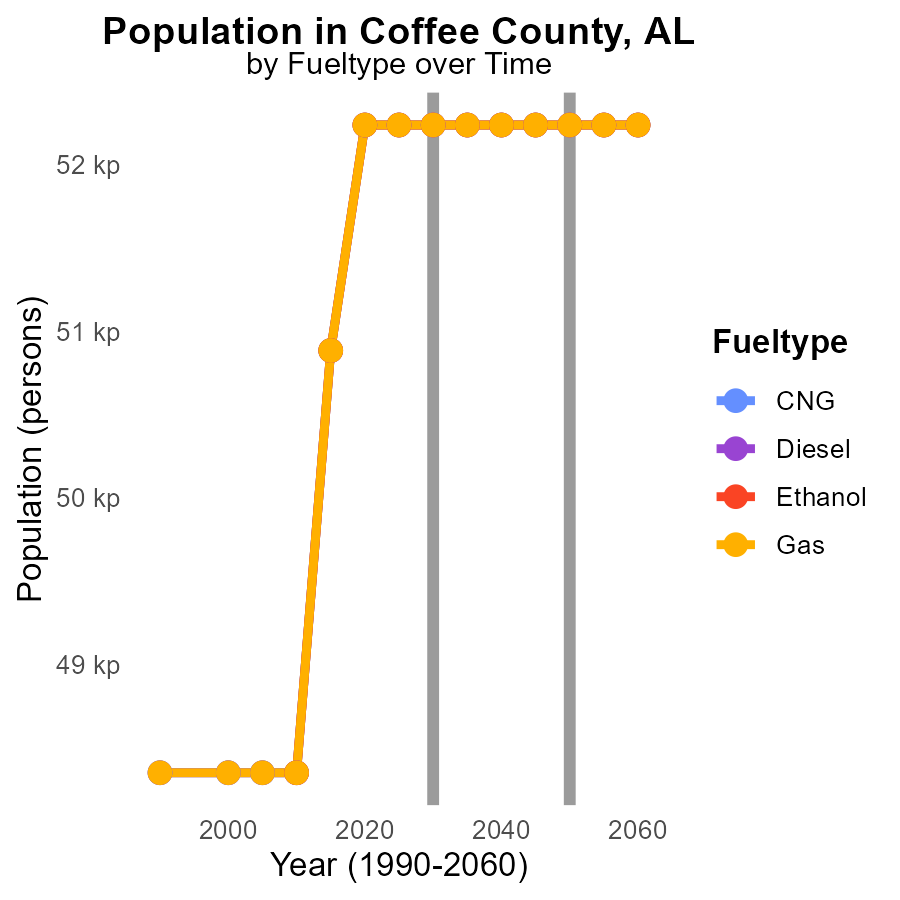 Population in Coffee County, AL
by Fueltype over Time
Population (persons)
52 kp
51 kp
50 kp
49 kp
2000 2020 2040 2060
Year (1990-2060)
Fueltype
CNG
Diesel
Ethanol
Gas